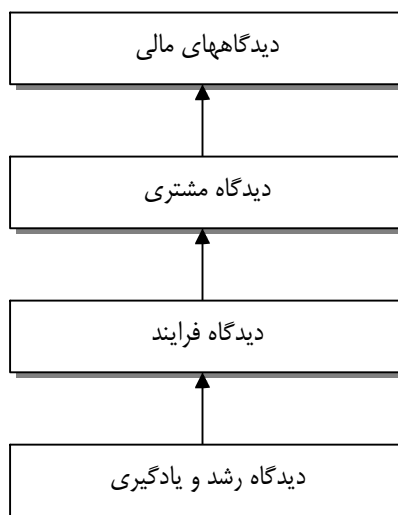 دیدگاههای مالی
دیدگاه مشتری
دیدگاه فرایند
دیدگاه رشد و یادگیری